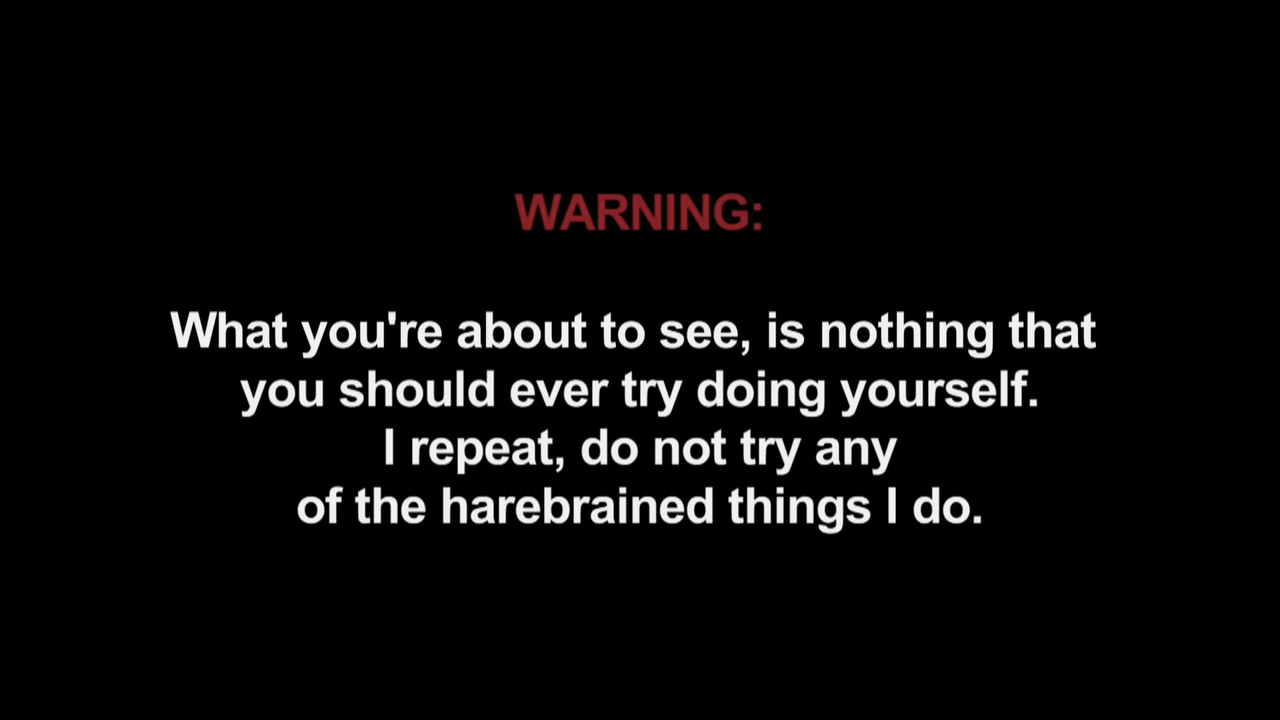 WARNING:
What you're about to see, is nothing that
you should ever try doing yourself.
I repeat, do not try any
of the harebrained things I do.